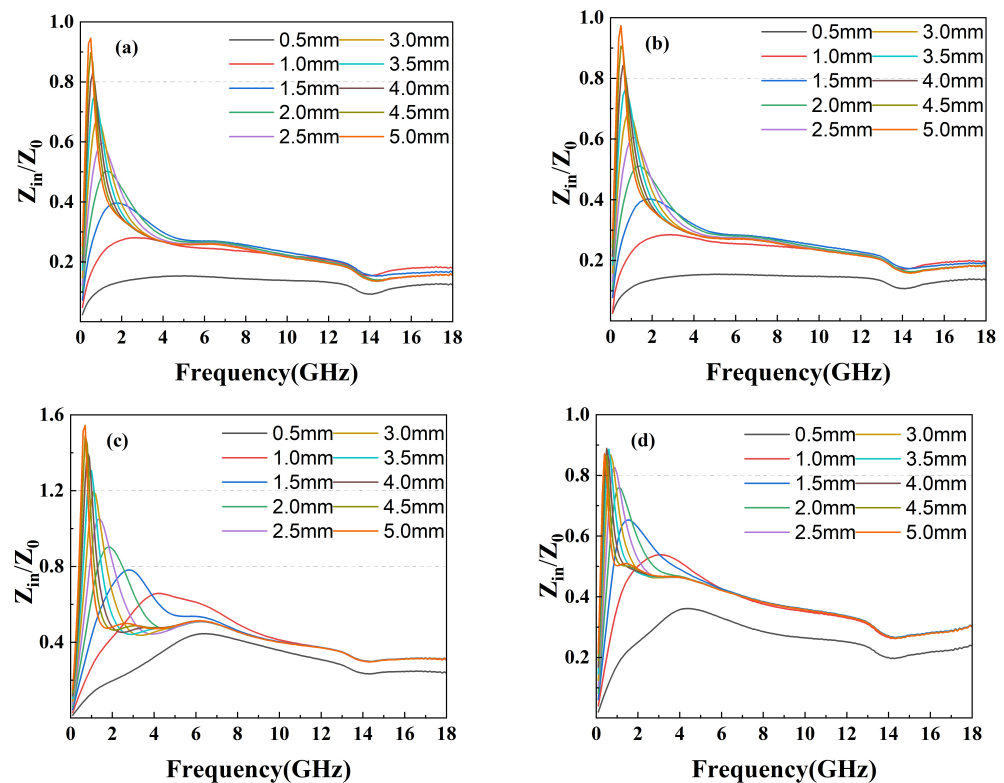 1.0
(a)
0.5mm 3.0mm
1.0mm 3.5mm
0.8
1.5mm 4.0mm
2.0mm 4.5mm
2.5mm 5.0mm
0.6
Zin/Z0
0.4
0.2
0 2 4 6 8 10 12 14 16 18
Frequency(GHz)
1.0
(b)
0.5mm 3.0mm
1.0mm 3.5mm
0.8
1.5mm 4.0mm
2.0mm 4.5mm
2.5mm 5.0mm
0.6
Zin/Z0
0.4
0.2
0 2 4 6 8 10 12 14 16 18
Frequency(GHz)
1.6
(c)
0.5mm 3.0mm
1.0mm 3.5mm
1.2
1.5mm 4.0mm
2.0mm 4.5mm
2.5mm 5.0mm
Zin/Z0
0.8
0.4
0 2 4 6 8 10 12 14 16 18
Frequency(GHz)
1.0
(d)
0.5mm 3.0mm
1.0mm 3.5mm
0.8
1.5mm 4.0mm
2.0mm 4.5mm
2.5mm 5.0mm
0.6
Zin/Z0
0.4
0.2
0 2 4 6 8 10 12 14 16 18
Frequency(GHz)